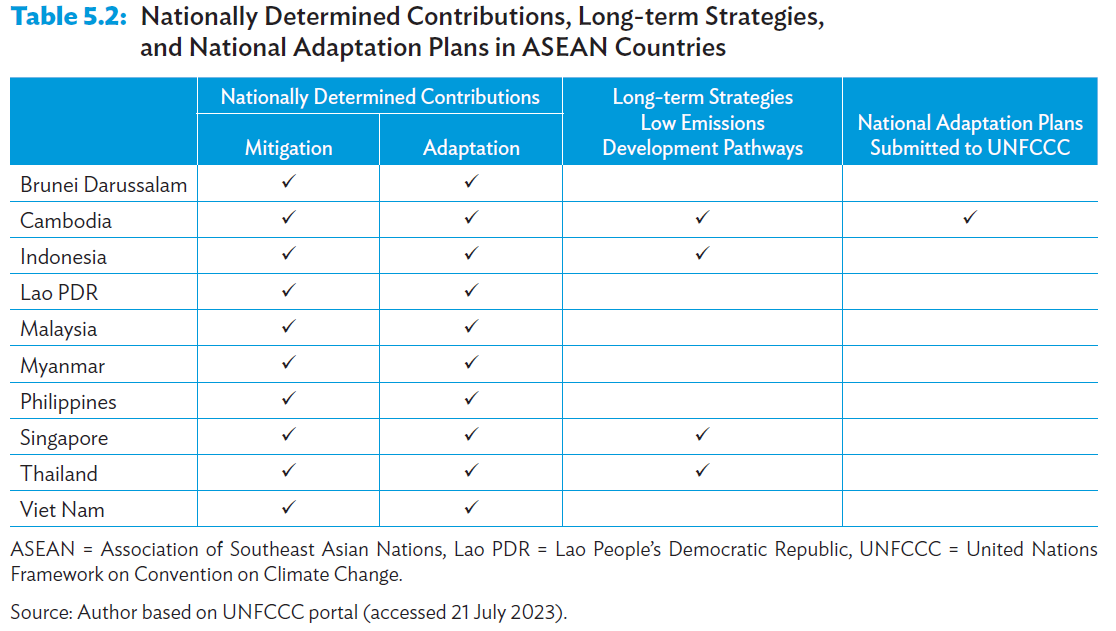 Table 5.2: Nationally Determined Contributions, Long-term Strategies,
and National Adaptation Plans in ASEAN Countries
Nationally Determined Contributions
Long-term Strategies
Low Emissions
Development Pathways
National Adaptation Plans
Submitted to UNFCCC
Mitigation Adaptation
Brunei Darussalam ✓ ✓
Cambodia ✓ ✓ ✓ ✓
Indonesia ✓ ✓ ✓
Lao PDR ✓ ✓
Malaysia ✓ ✓
Myanmar ✓ ✓
Philippines ✓ ✓
Singapore ✓ ✓ ✓
Thailand ✓ ✓ ✓
Viet Nam ✓ ✓
ASEAN = Association of Southeast Asian Nations, Lao PDR = Lao People’s Democratic Republic, UNFCCC = United Nations
Framework on Convention on Climate Change.
Source: Author based on UNFCCC portal (accessed 21 July 2023).